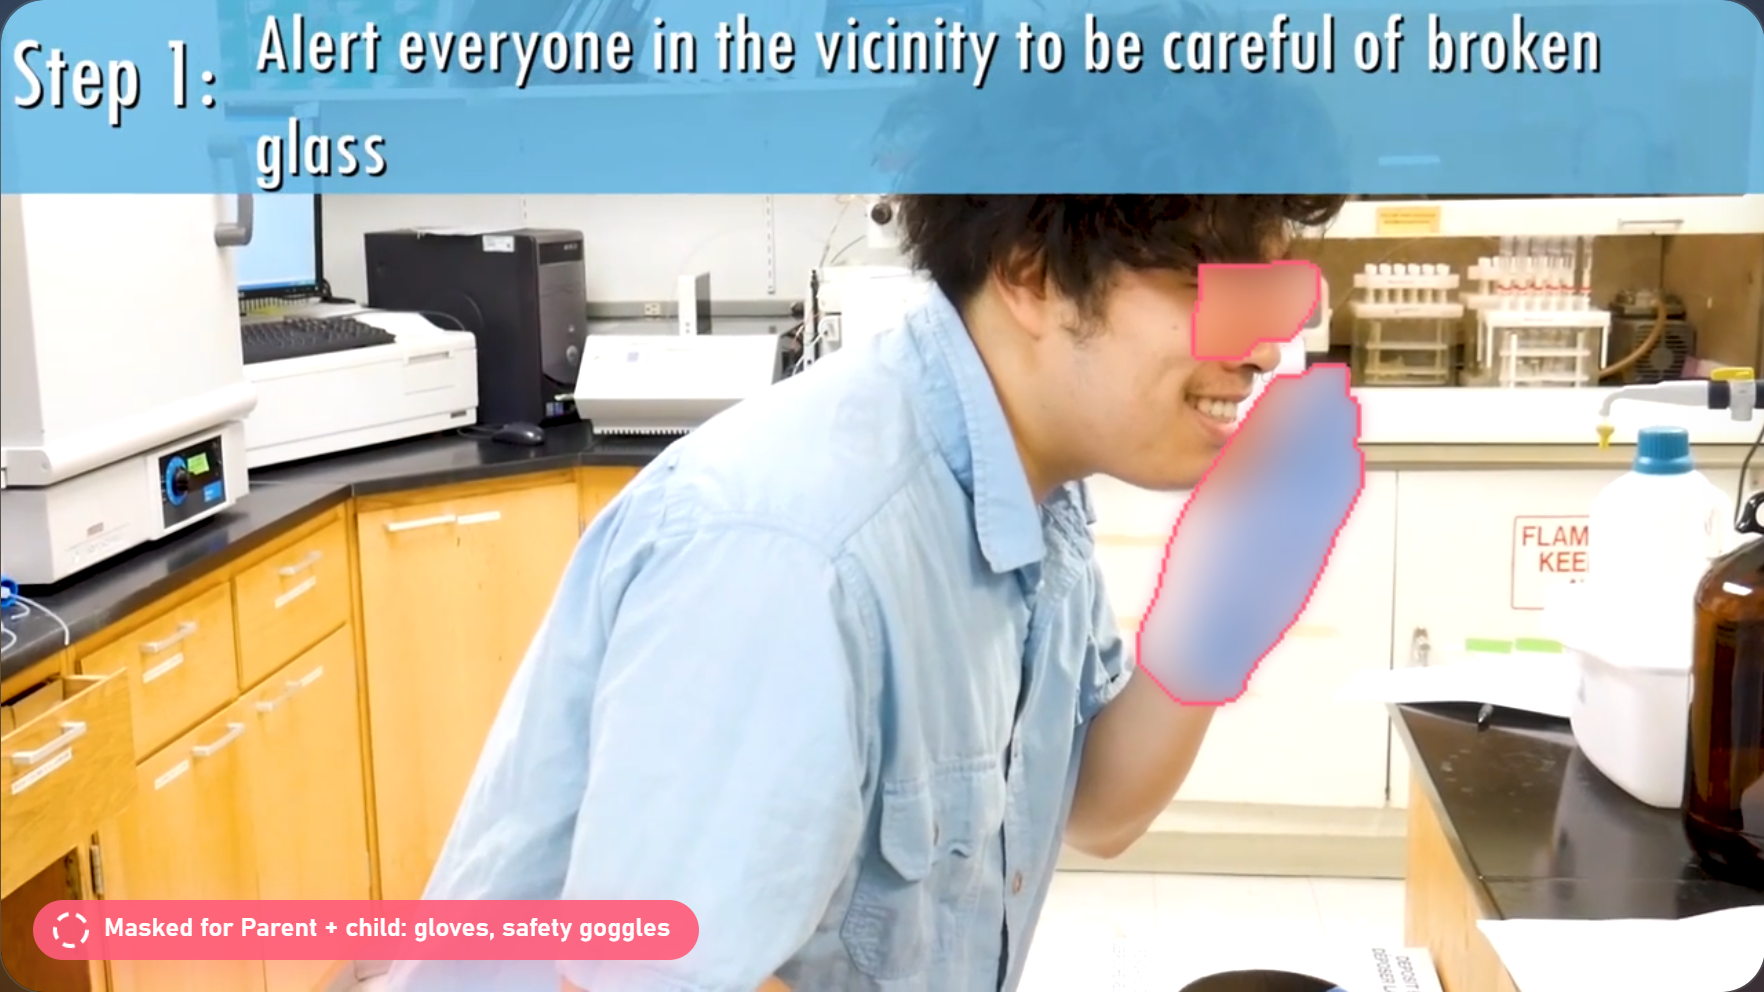 Step 1:
Alert everyone in the vicinity to be careful of broken
glass
FLAM
KEE
Masked for Parent + child: gloves, safety goggles